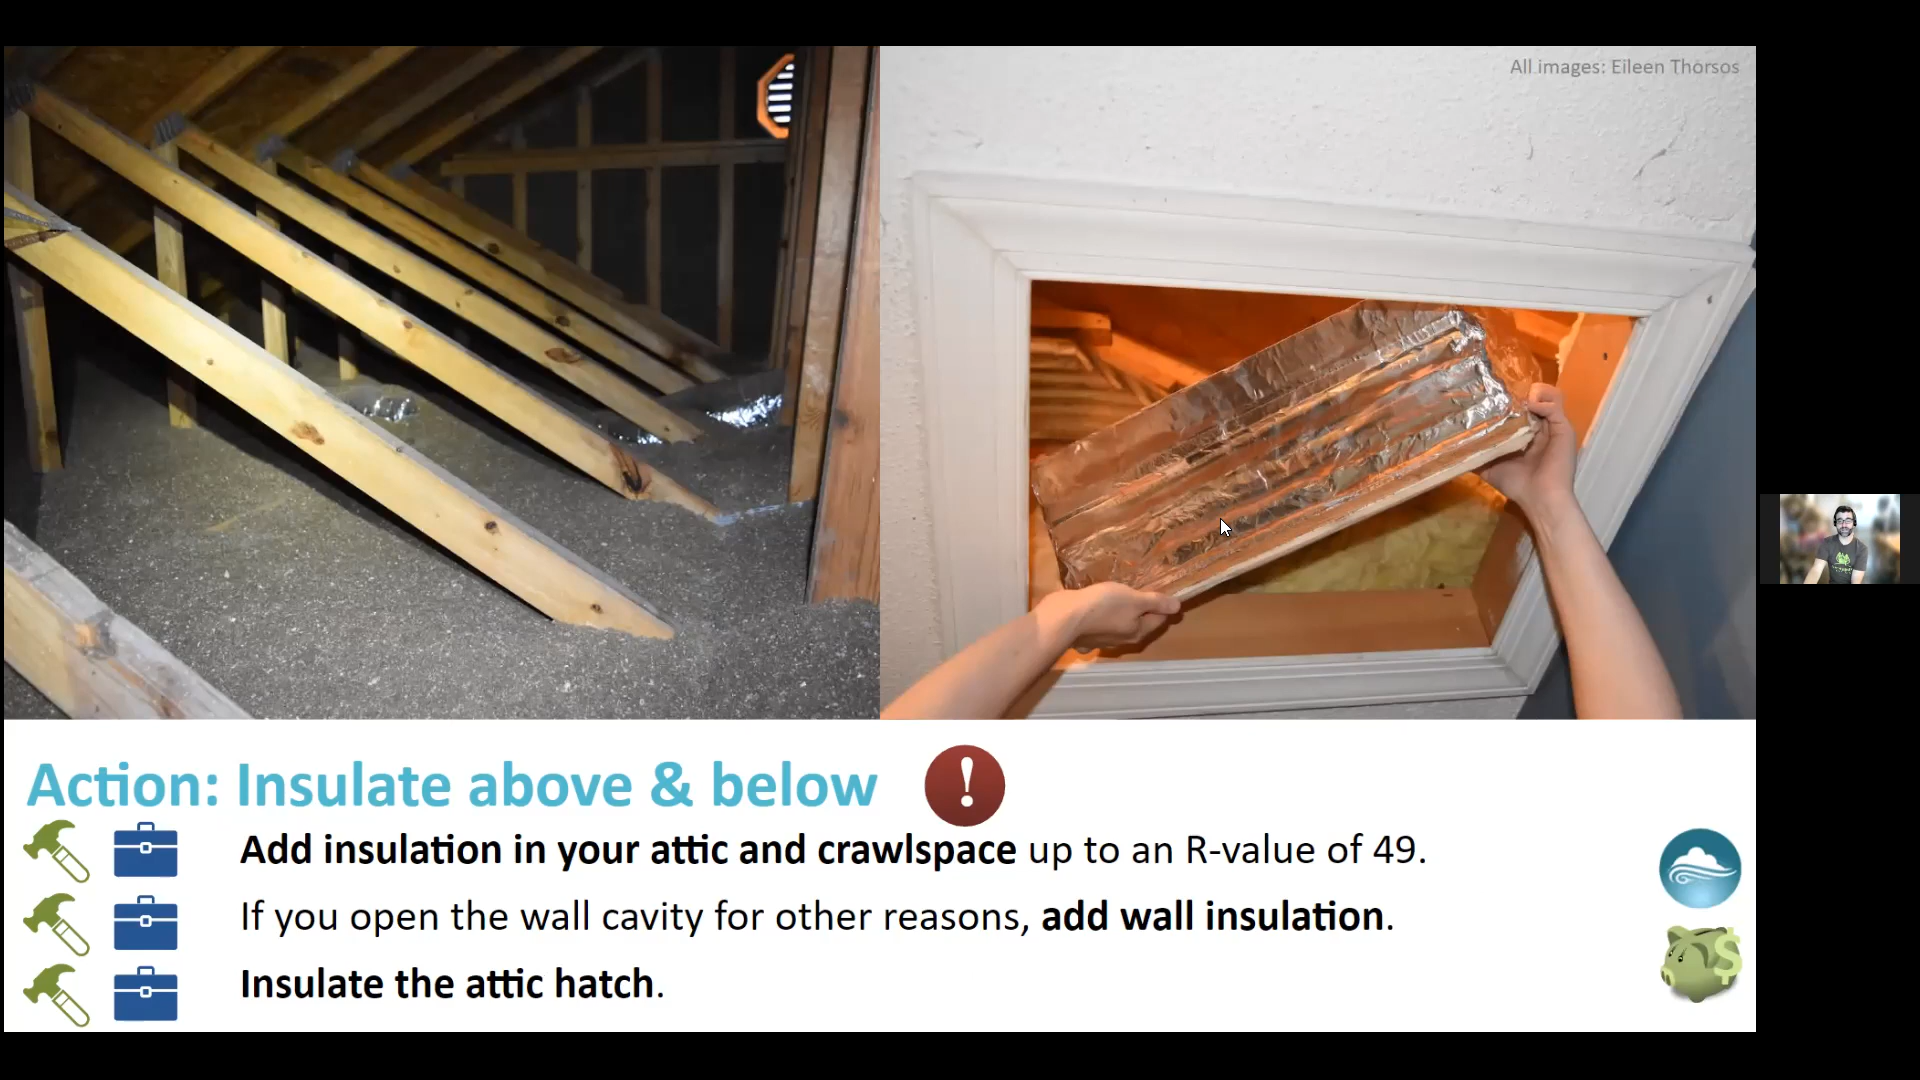 All images: Eileen Thorsos
Action: Insulate above & below
Add insulation in your attic and crawlspace up to an R-value of 49.
If you open the wall cavity for other reasons, add wall insulation.
Insulate the attic hatch.